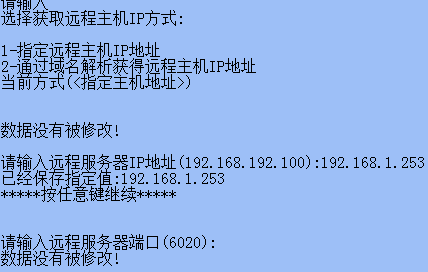 请输入
选择获取远程主机IP方式:
1-指定远程主机IP地址
2-通过域名解析获得远程主机IP地址
当前方式(<指定主机地址>)
数据没有被修改!
请输入远程服务器IP地址(192.168.192.100):192.168.1.253
已经保存指定值:192.168.1.253
*****按任意键继续*****
请输入远程服务器端口(6020):
数据没有被修改!